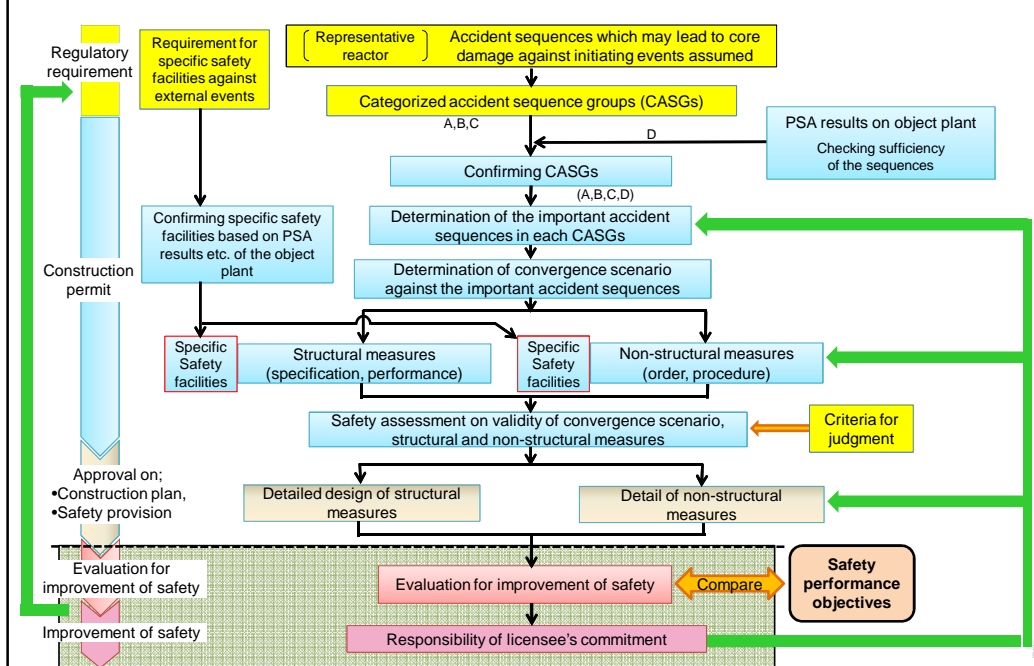 Regulatory
requirement
Requirement for
specific safety
facilities against
external events
Representative
reactor
Accident sequences which may lead to core
damage against initiating events assumed
Categorized accident sequence groups (CASGs)
A,B,C
D
PSA results on object plant
Checking sufficiency
of the sequences
Confirming CASGs
(A,B,C,D)
Confirming specific safety
facilities based on PSA
results etc. of the object
plant
Determination of the important accident
sequences in each CASGs
Construction
permit
Determination of convergence scenario
against the important accident sequences
Specific
Safety
facilities
Structural measures
(specification, performance)
Specific
Safety
facilities
Non-structural measures
(order, procedure)
Safety assessment on validity of convergence scenario,
structural and non-structural measures
Criteria for
judgment
Approval on;
•Construction plan,
•Safety provision
Detailed design of structural
measures
Detail of non-structural
measures
Evaluation for
improvement of safety
Evaluation for improvement of safety
Compare
Safety
performance
objectives
Improvement of safety
Responsibility of licensee's commitment